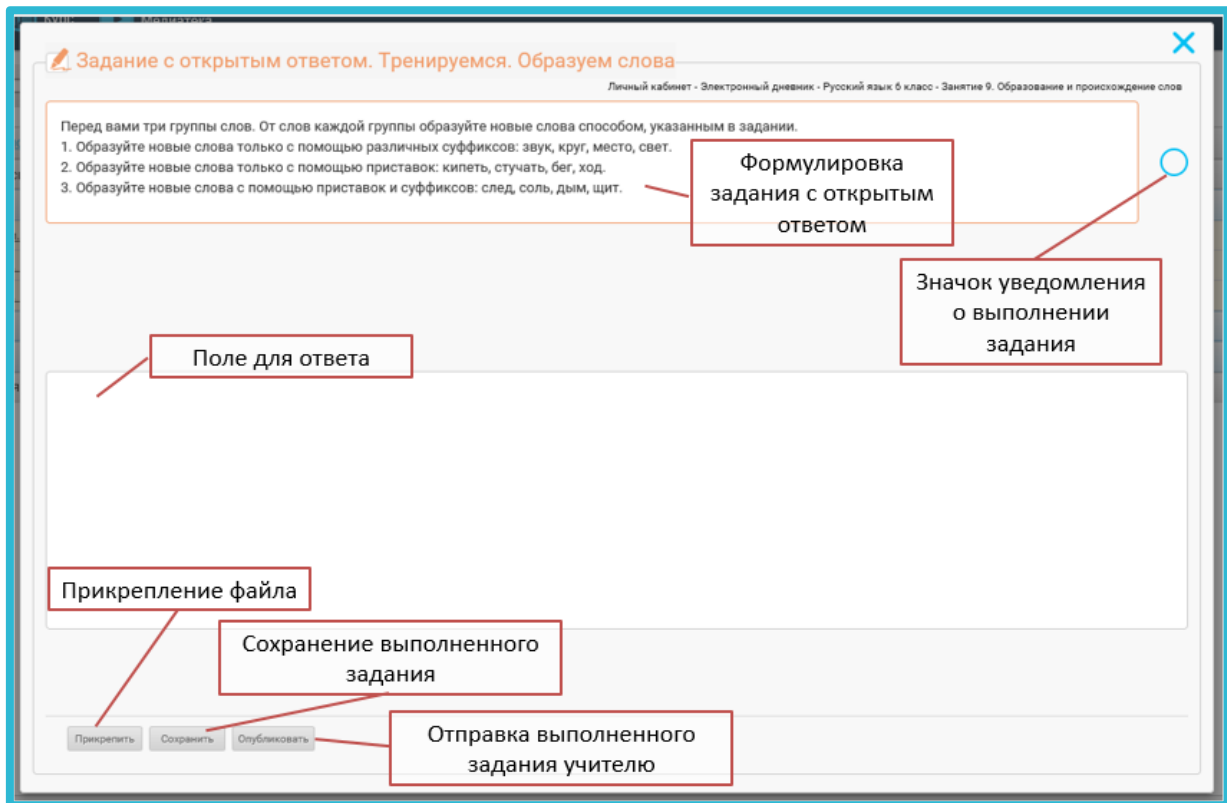 Курс
Медиатека
Задание с открытым ответом. Тренируемся. Образуем слова
Личный кабинет - Электронный дневник - Русский язык 6 класс - Занятие 9. Образование и происхождение слов
Перед вами три группы слов. От слов каждой группы образуйте новые слова способом, указанным в задании.
1. Образуйте новые слова только с помощью различных суффиксов: звук, круг, место, свет.
2. Образуйте новые слова только с помощью приставок: кипеть, стучать, бег, ход.
3. Образуйте новые слова с помощью приставок и суффиксов: след, соль, дым, щит.
Формулировка
задания с открытым
ответом
Значок уведомления
о выполнении
задания
Поле для ответа
Прикрепление файла
Сохранение выполненного
задания
Прикрепить
Сохранить
Опубликовать
Отправка выполненного
задания учителю